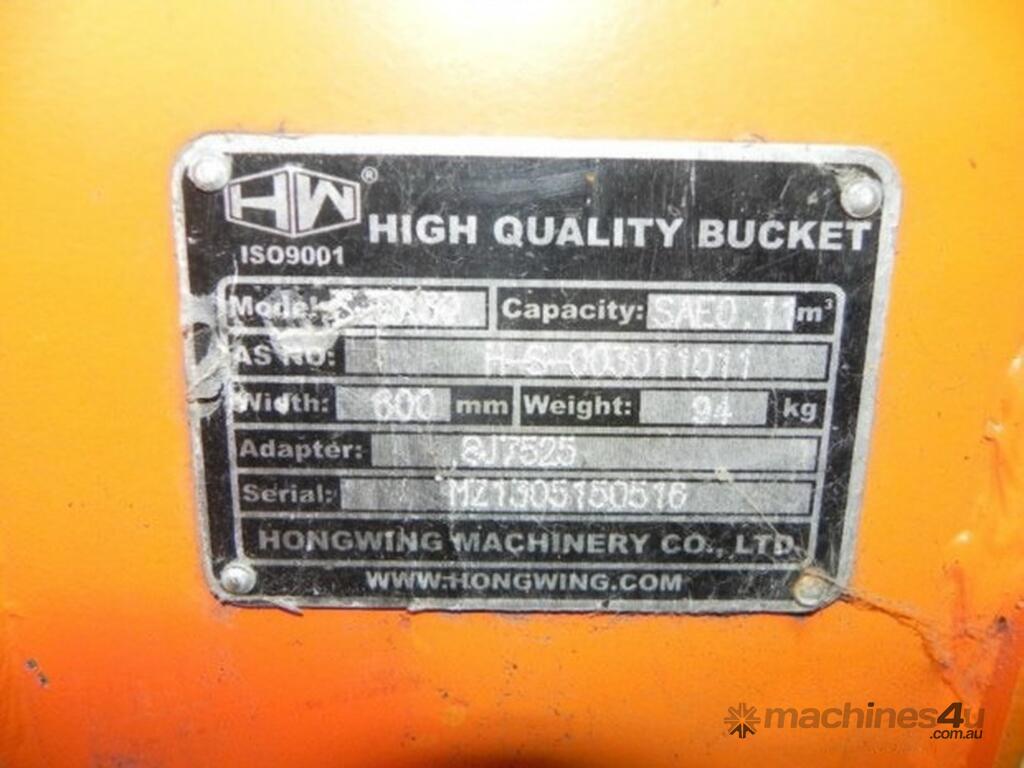 HW®
ISO9001
HIGH QUALITY BUCKET
Model: Capacity: SAE0.11m³
AS NO: H-S-003011011
Width: 600 mm Weight: 94 kg
Adapter: QJ7525
Serial: MZ1305150516
HONGWING MACHINERY CO., LTD
WWW.HONGWING.COM
machines4u
.com.au